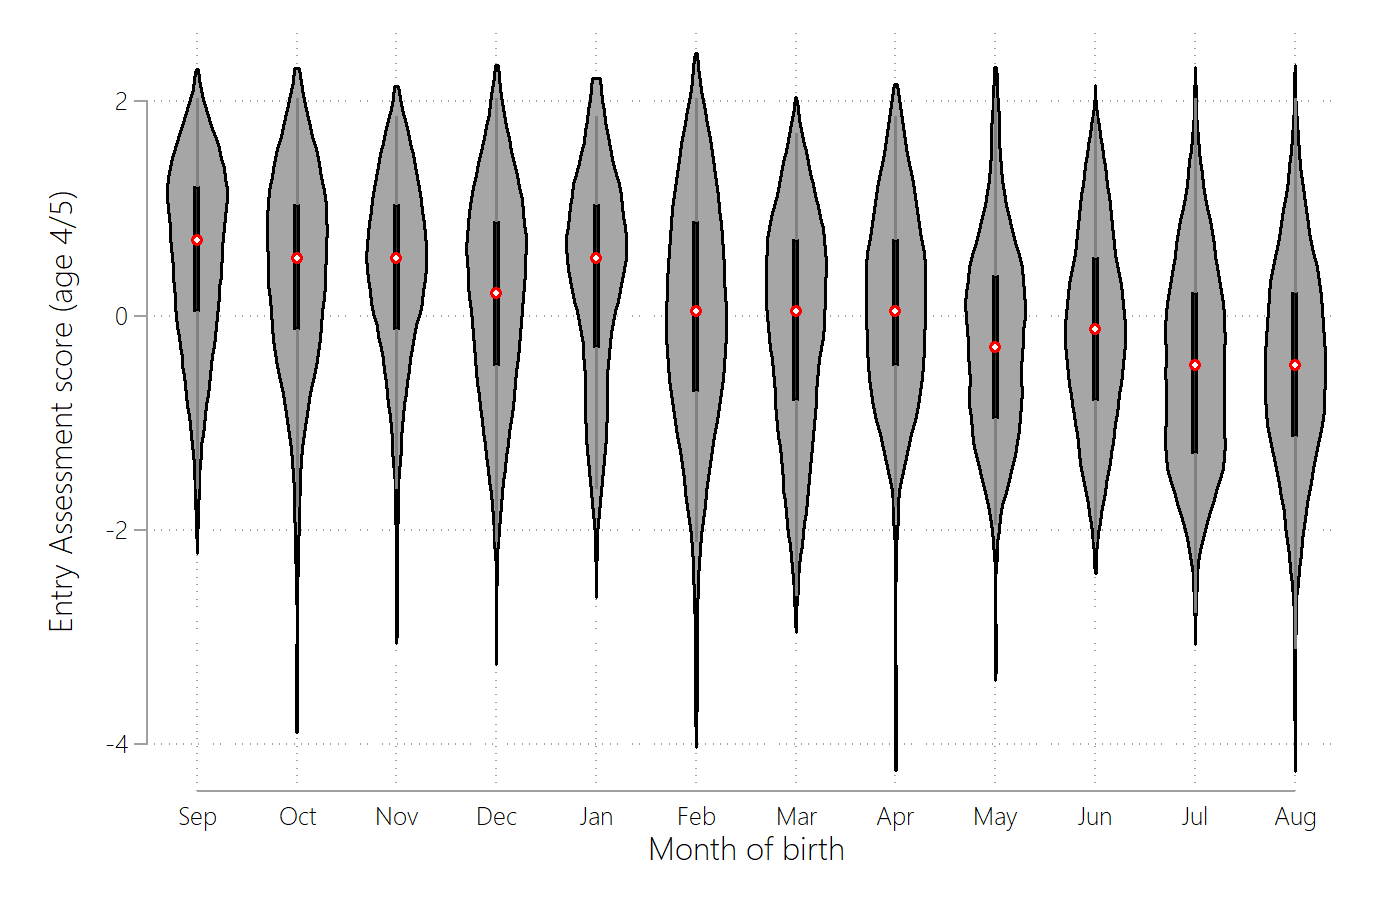 Entry Assessment score (age 4/5)
2
0
-2
-4
Sep Oct Nov Dec Jan Feb Mar Apr May Jun Jul Aug
Month of birth